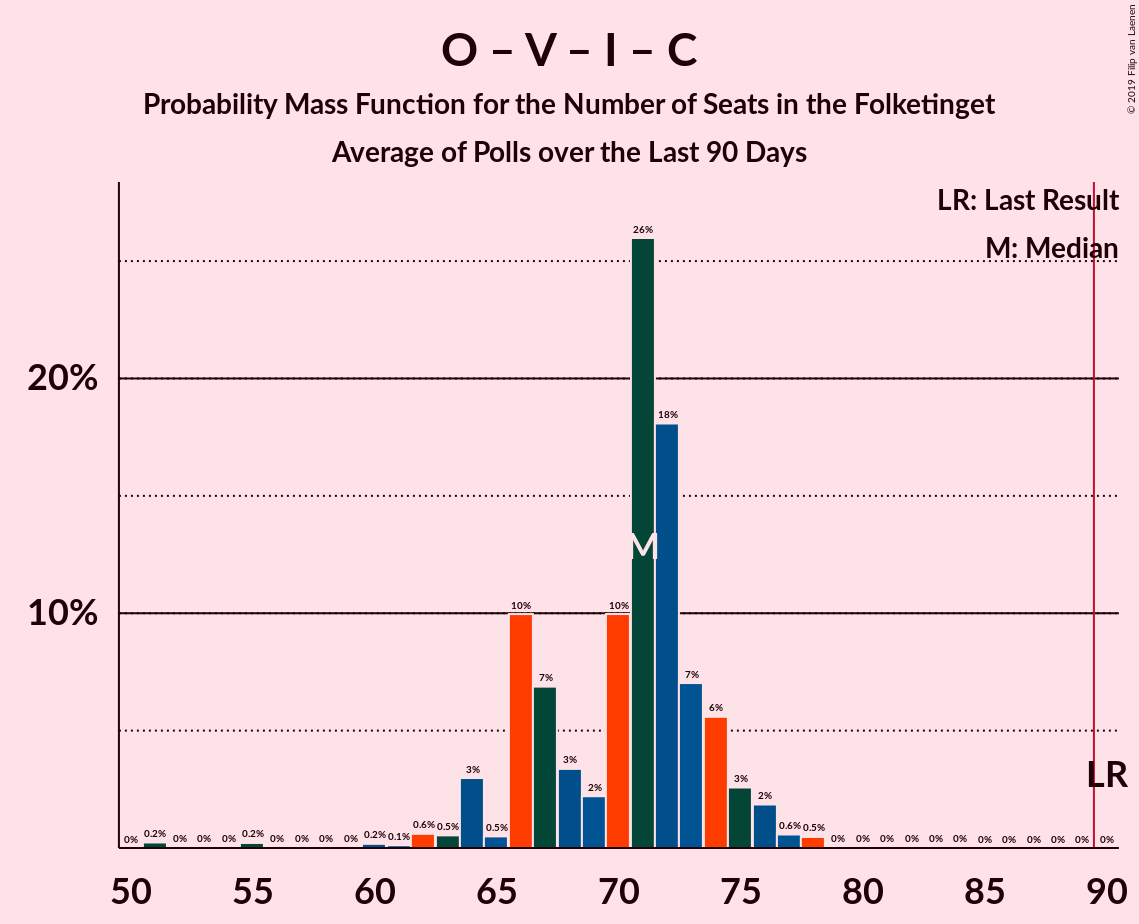 O – V – I – C
Probability Mass Function for the Number of Seats in the Folketinget
Average of Polls over the Last 90 Days
© 2019 Filip van Laenen
LR: Last Result
M: Median
20%
10%
0% 0.2% 0% 0% 0% 0.2% 0% 0% 0% 0% 0.2% 0.1% 0.6% 0.5% 3% 0.5% 10% 7% 3% 2% 10% 26% 18% 7% 6% 3% 2% 0.6% 0.5% 0% 0% 0% 0% 0% 0% 0% 0% 0% 0% 0% 0%
M
LR
50 55 60 65 70 75 80 85 90